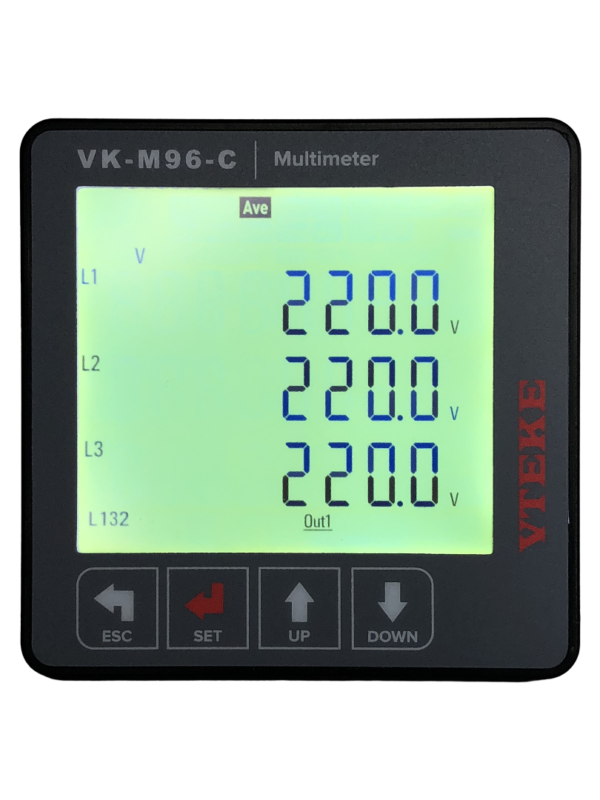 VK-M96-C | Multimeter
Ave
V
L1 220.0 V
L2 220.0 V
L3 220.0 V
L132 Out1
VTEKE
ESC SET UP DOWN